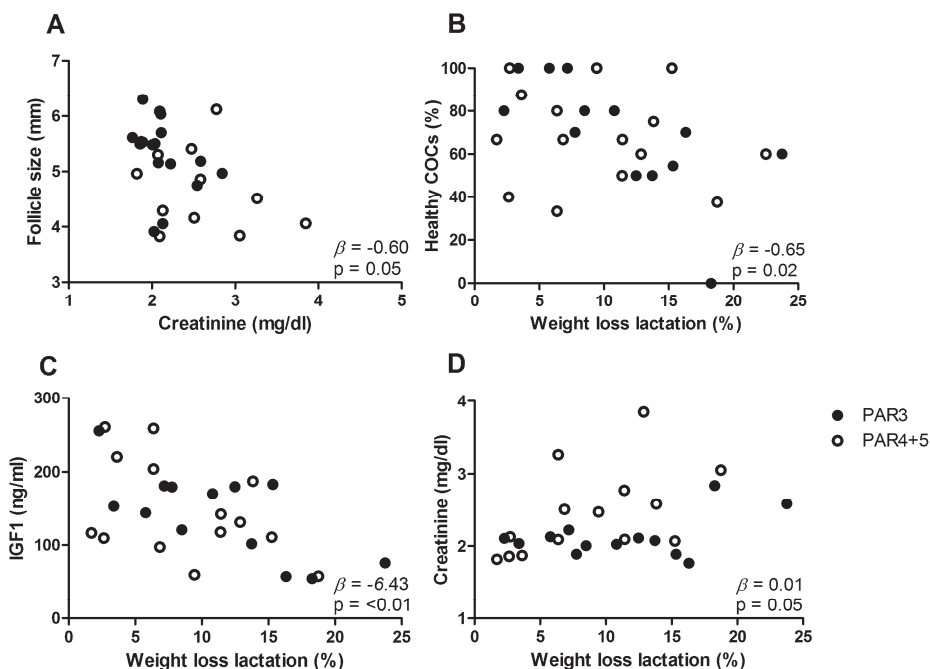 A
Follicle size (mm)
7
6
5
4
3
1
2
3
4
5
Creatinine (mg/dl)
β = -0.60
p = 0.05
B
Healthy COCs (%)
100
80
60
40
20
0
0
5
10
15
20
25
Weight loss lactation (%)
β = -0.65
p = 0.02
C
IGF1 (ng/ml)
300
200
100
0
0
5
10
15
20
25
Weight loss lactation (%)
β = -6.43
p = <0.01
D
Creatinine (mg/dl)
4
3
2
1
0
5
10
15
20
25
Weight loss lactation (%)
β = 0.01
p = 0.05
PAR3
PAR4+5